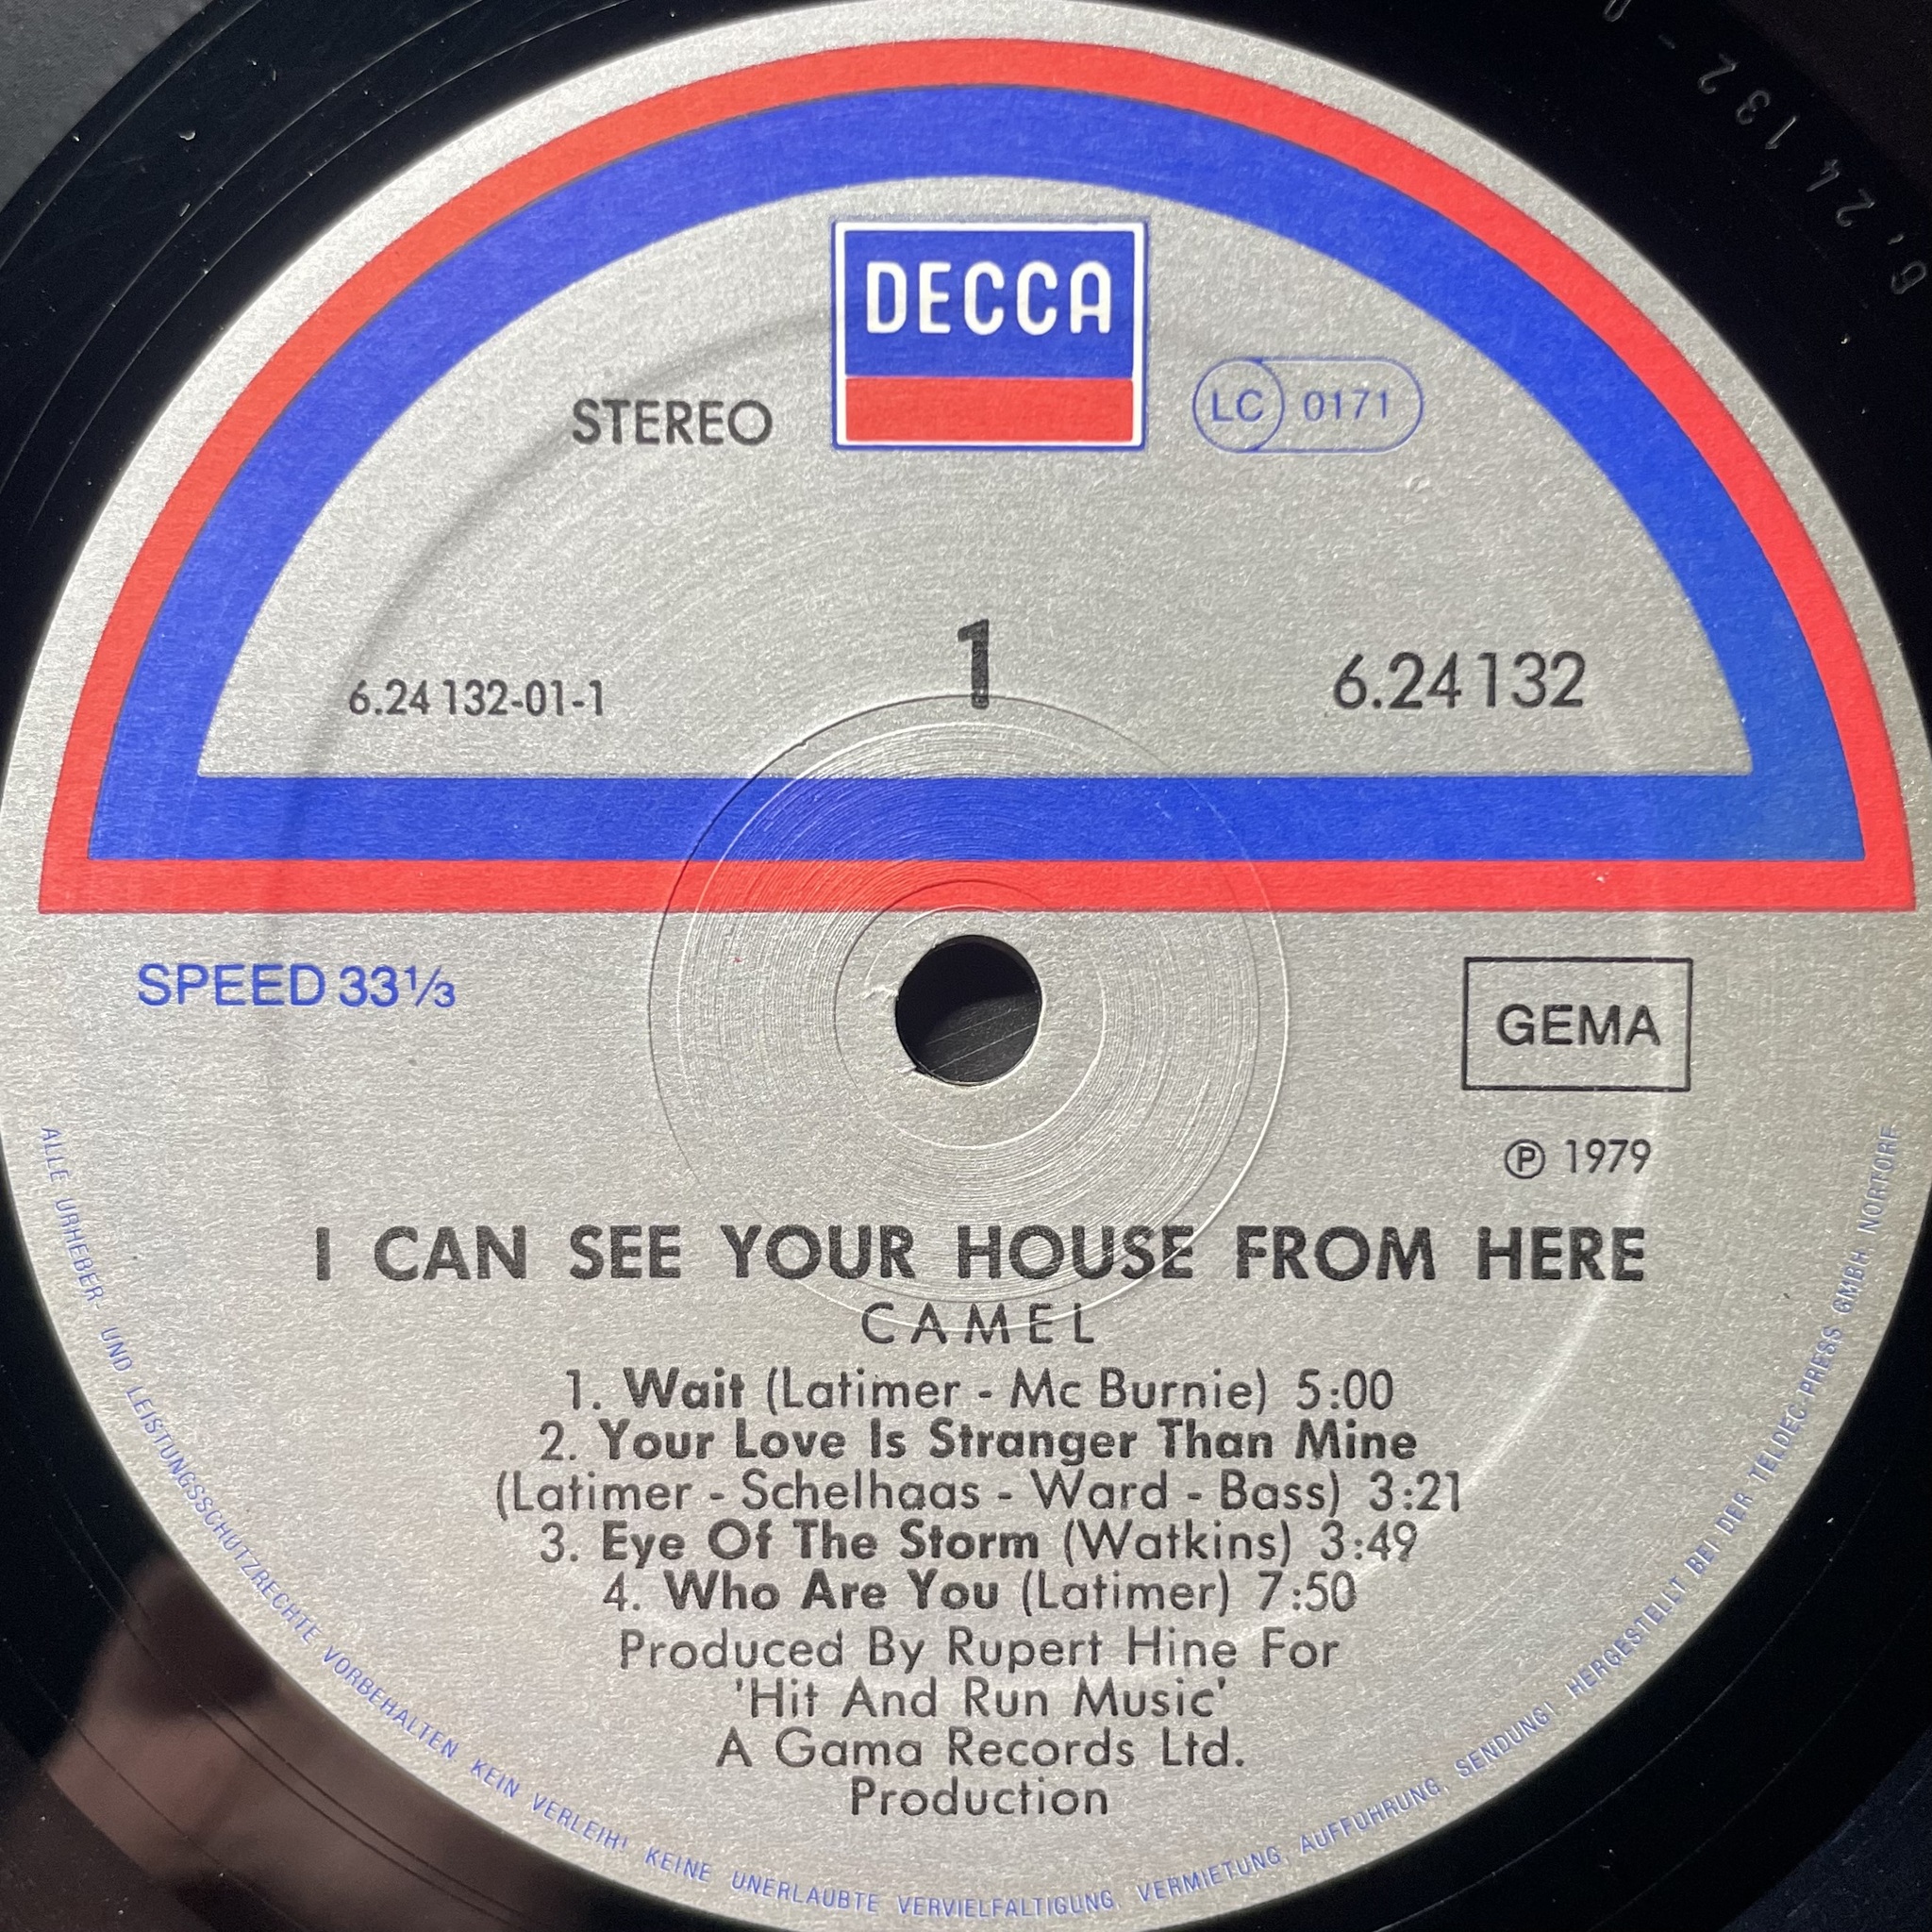 DECCA
STEREO
LC 0171
1
6.24 132-01-1
6.24 132
SPEED 33⅓
GEMA
℗ 1979
I CAN SEE YOUR HOUSE FROM HERE
CAMEL
1. Wait (Latimer - Mc Burnie) 5:00
2. Your Love Is Stranger Than Mine
(Latimer - Schelhaas - Ward - Bass) 3:21
3. Eye Of The Storm (Watkins) 3:49
4. Who Are You (Latimer) 7:50
Produced By Rupert Hine For
'Hit And Run Music'
A Gama Records Ltd.
Production
ALLE URHEBER- UND LEISTUNGSSCHUTZRECHTE VORBEHALTEN KEIN VERLEIH! KEINE UNERLAUBTE VERVIELFÄLTIGUNG, VERMIETUNG, AUFFÜHRUNG, SENDUNG! HERGESTELLT BEI DER TELDEC-PRESS GMBH NORTORF
6.24 132 -